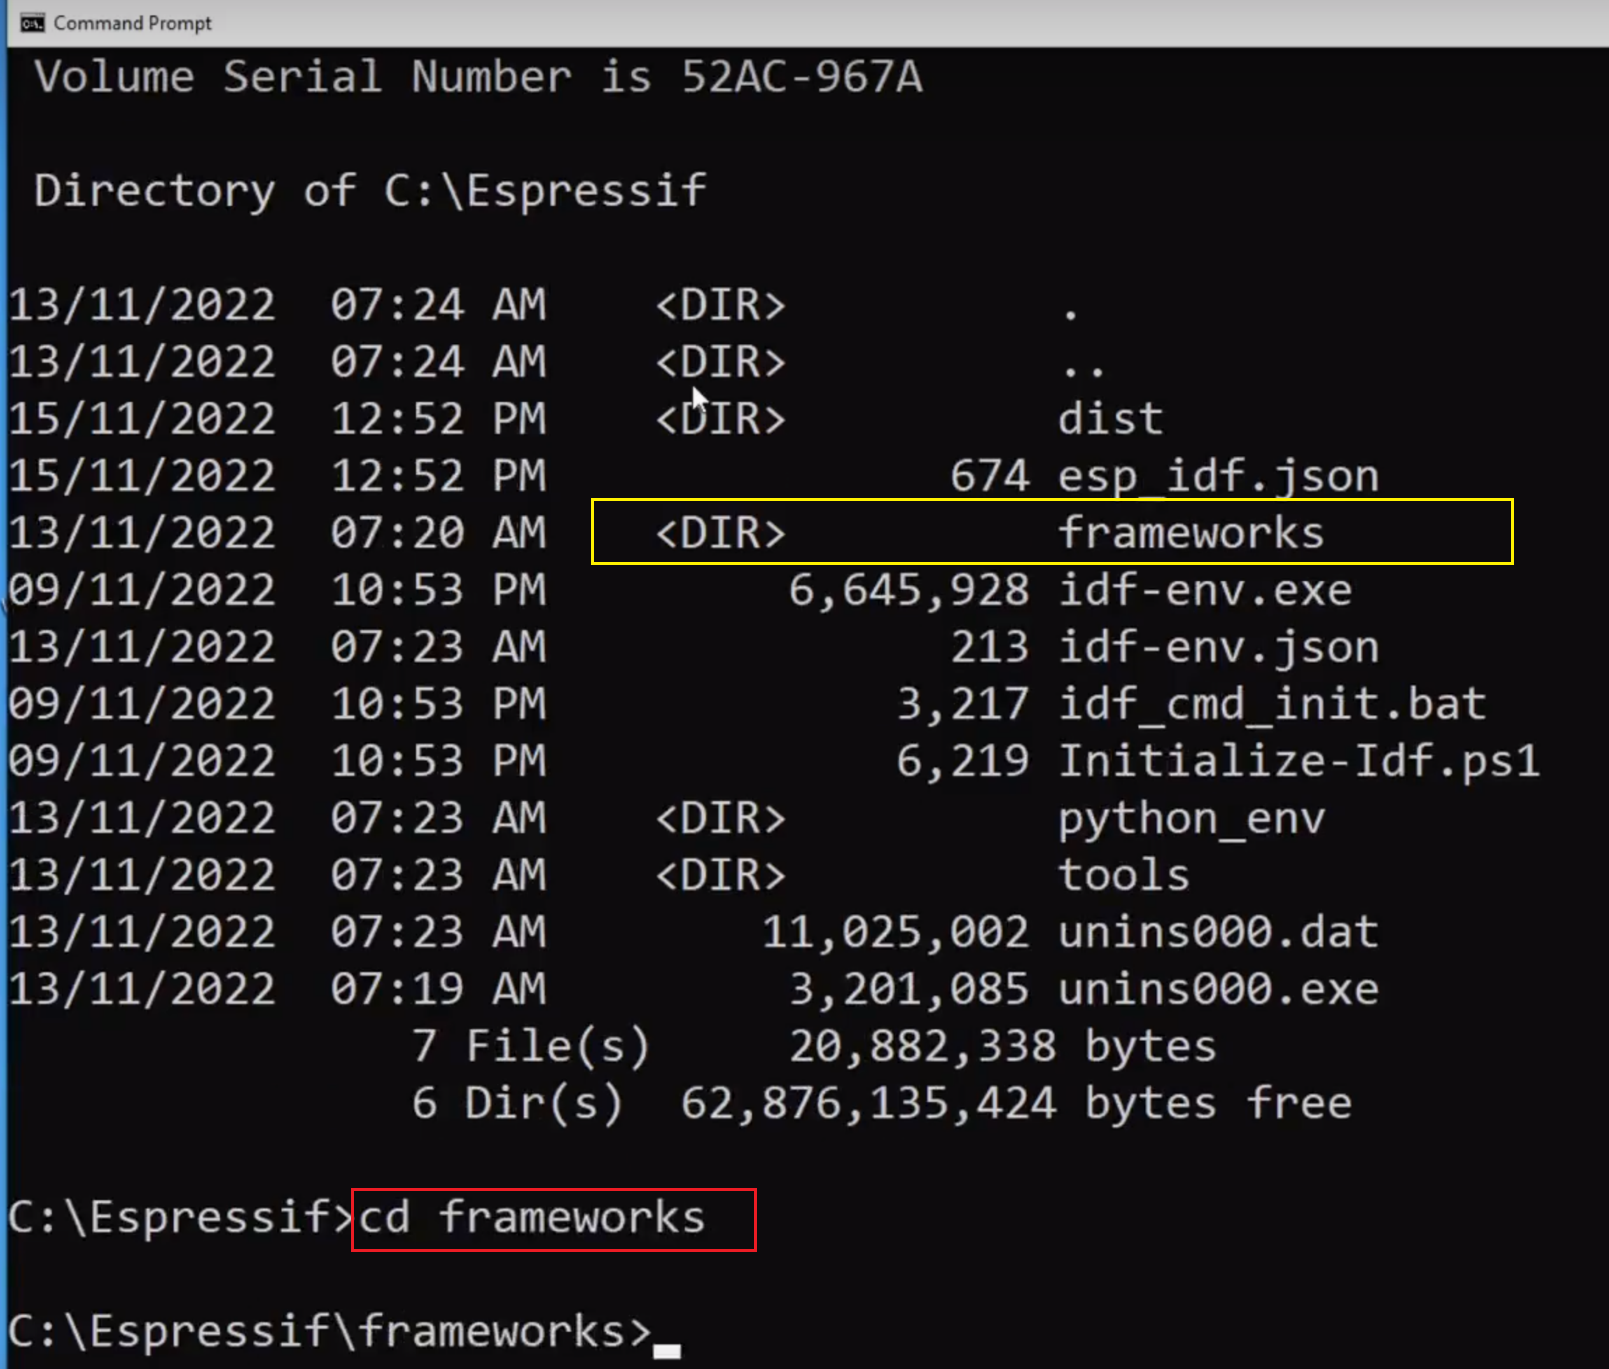 Command Prompt
Volume Serial Number is 52AC-967A
Directory of C:\Espressif
13/11/2022  07:24 AM    <DIR>          .
13/11/2022  07:24 AM    <DIR>          ..
15/11/2022  12:52 PM    <DIR>          dist
15/11/2022  12:52 PM               674 esp_idf.json
13/11/2022  07:20 AM    <DIR>          frameworks
09/11/2022  10:53 PM         6,645,928 idf-env.exe
13/11/2022  07:23 AM               213 idf-env.json
09/11/2022  10:53 PM             3,217 idf_cmd_init.bat
09/11/2022  10:53 PM             6,219 Initialize-Idf.ps1
13/11/2022  07:23 AM    <DIR>          python_env
13/11/2022  07:23 AM    <DIR>          tools
13/11/2022  07:23 AM        11,025,002 unins000.dat
13/11/2022  07:19 AM         3,201,085 unins000.exe
7 File(s)     20,882,338 bytes
6 Dir(s)  62,876,135,424 bytes free
C:\Espressif>cd frameworks
C:\Espressif\frameworks>